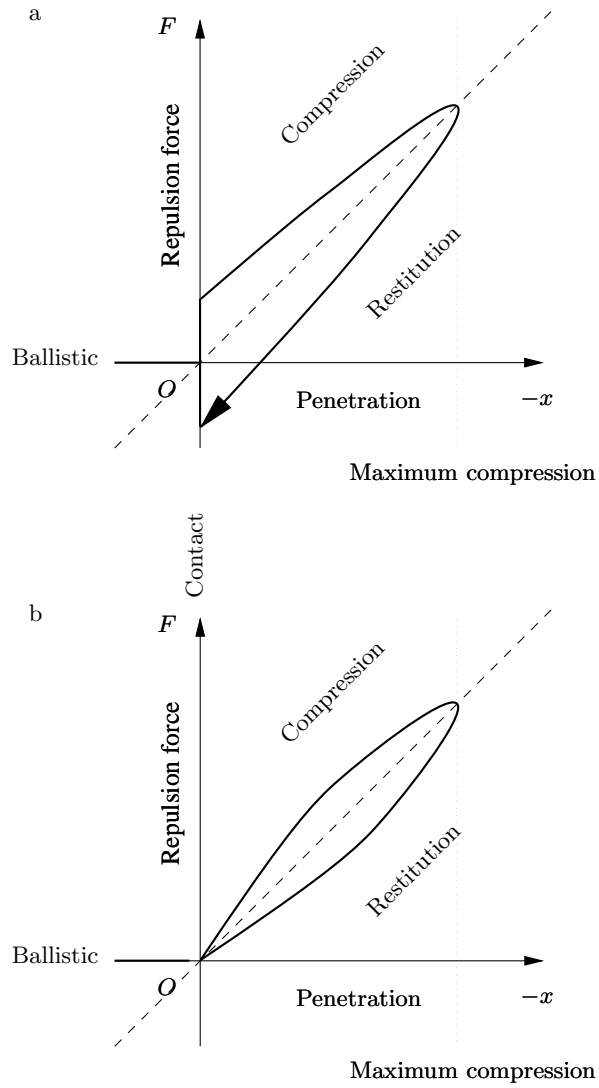 a
F
Compression
Repulsion force
Restitution
Ballistic
O
Penetration
−x
Maximum compression
Contact
b
F
Compression
Repulsion force
Restitution
Ballistic
O
Penetration
−x
Maximum compression